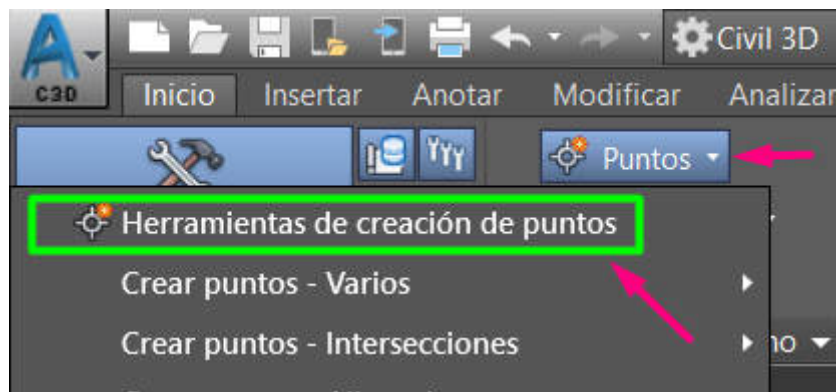 Civil 3D
C3D
Inicio Insertar Anotar Modificar Analizar
Puntos
Herramientas de creación de puntos
Crear puntos - Varios
Crear puntos - Intersecciones